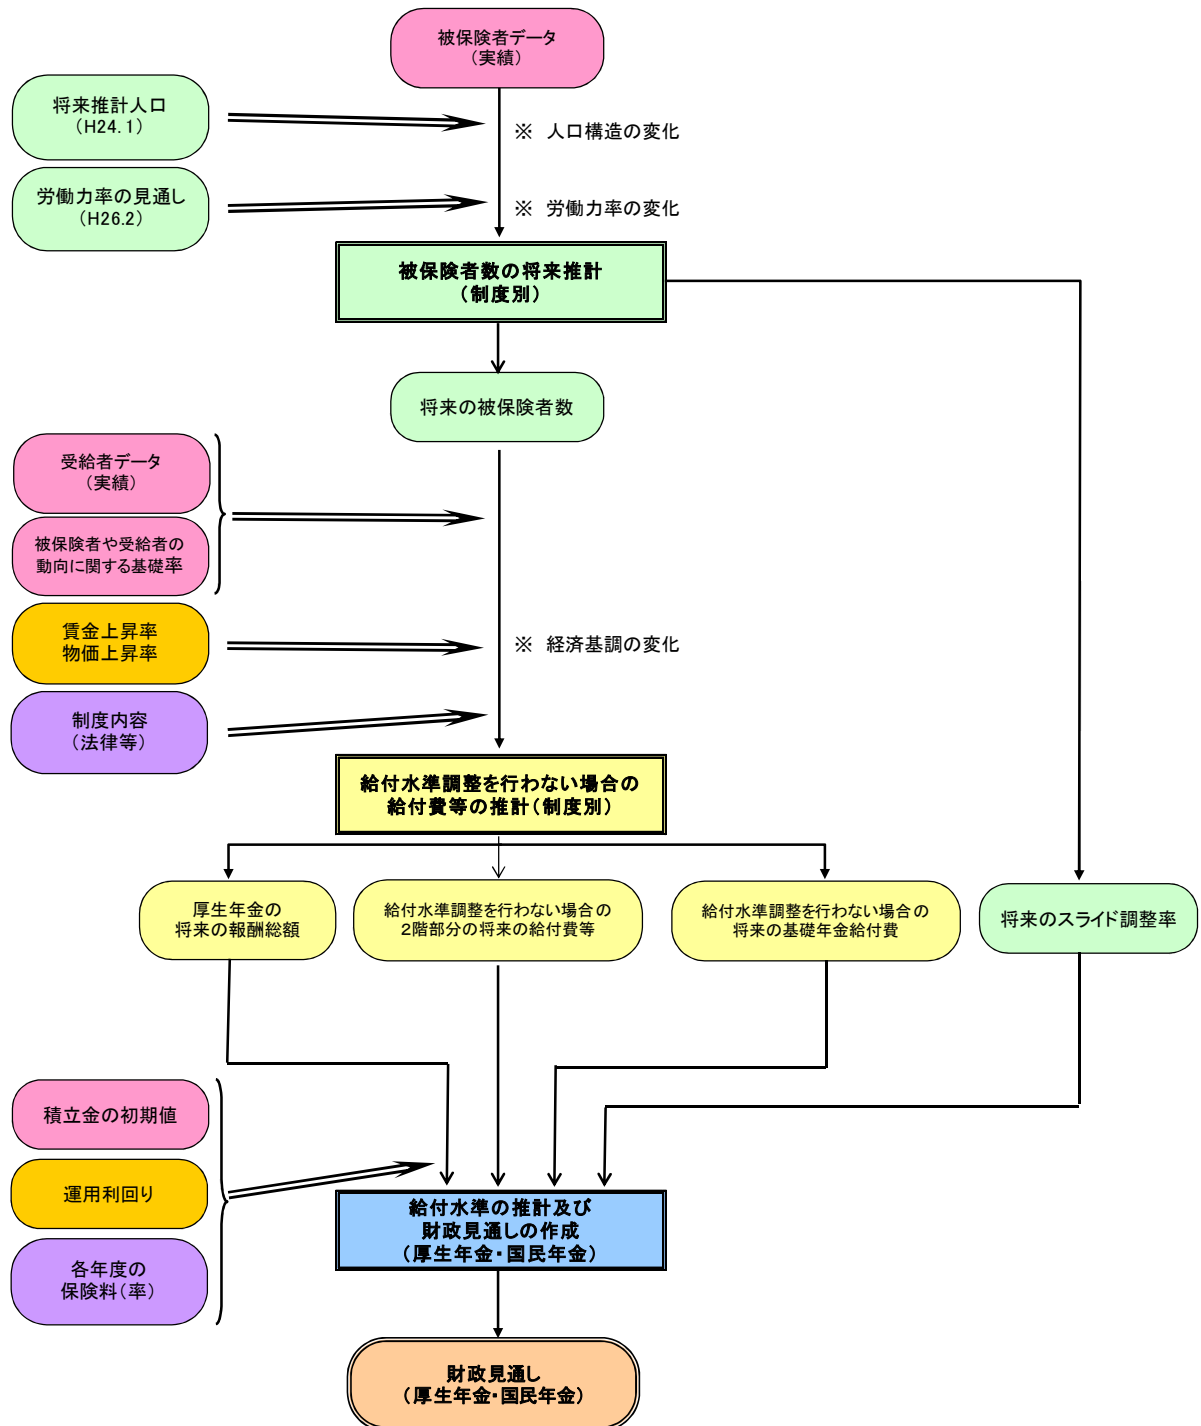 被保険者データ
(実績)
将来推計人口
(H24.1)
※ 人口構造の変化
労働力率の見通し
(H26.2)
※ 労働力率の変化
被保険者数の将来推計
(制度別)
将来の被保険者数
受給者データ
(実績)
被保険者や受給者の
動向に関する基礎率
賃金上昇率
物価上昇率
※ 経済基調の変化
制度内容
(法律等)
給付水準調整を行わない場合の
給付費等の推計(制度別)
厚生年金の
将来の報酬総額
給付水準調整を行わない場合の
2階部分の将来の給付費等
給付水準調整を行わない場合の
将来の基礎年金給付費
将来のスライド調整率
積立金の初期値
運用利回り
各年度の
保険料(率)
給付水準の推計及び
財政見通しの作成
(厚生年金・国民年金)
財政見通し
(厚生年金・国民年金)